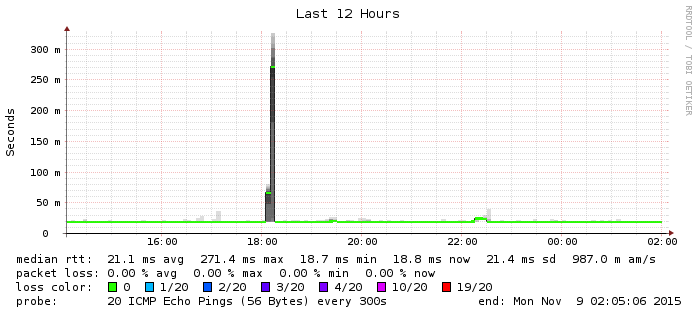 Last 12 Hours
RRDTOOL / TOBI OETIKER
Seconds
300 m
250 m
200 m
150 m
100 m
50 m
0
16:00 18:00 20:00 22:00 00:00 02:00
median rtt: 21.1 ms avg 271.4 ms max 18.7 ms min 18.8 ms now 21.4 ms sd 987.0 m am/s
packet loss: 0.00 % avg 0.00 % max 0.00 % min 0.00 % now
loss color: 0 1/20 2/20 3/20 4/20 10/20 19/20
probe: 20 ICMP Echo Pings (56 Bytes) every 300s end: Mon Nov 9 02:05:06 2015